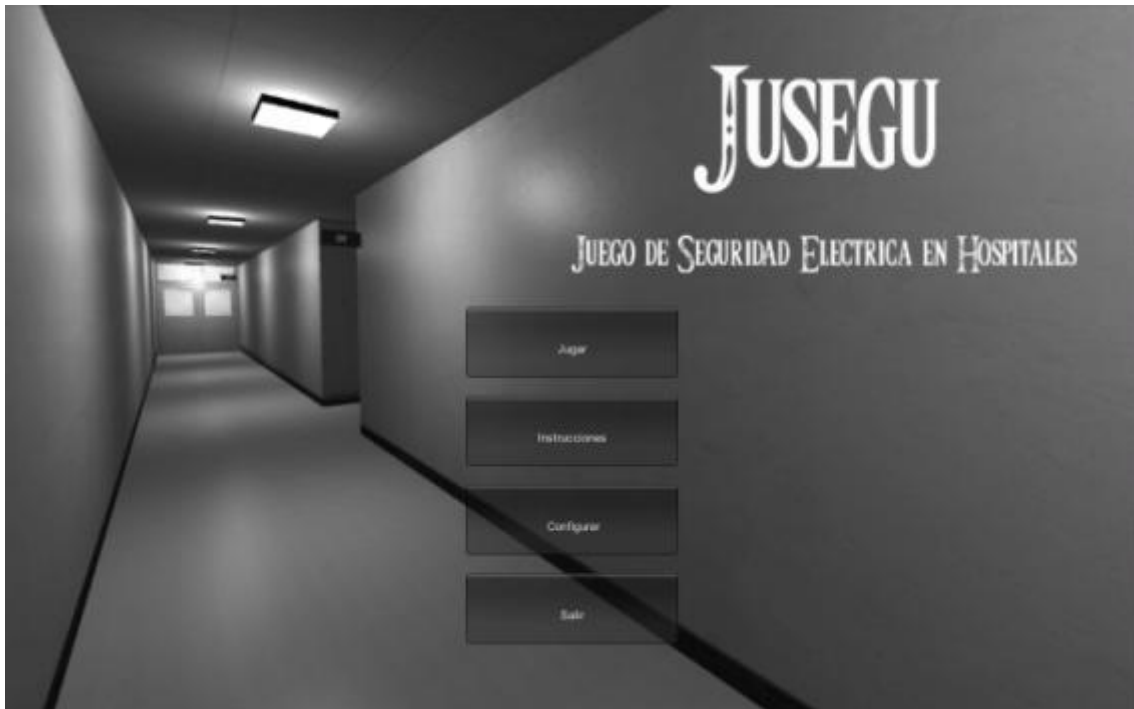 JUSEGU
JUEGO DE SEGURIDAD ELECTRICA EN HOSPITALES
Jugar
Instrucciones
Configurar
Salir